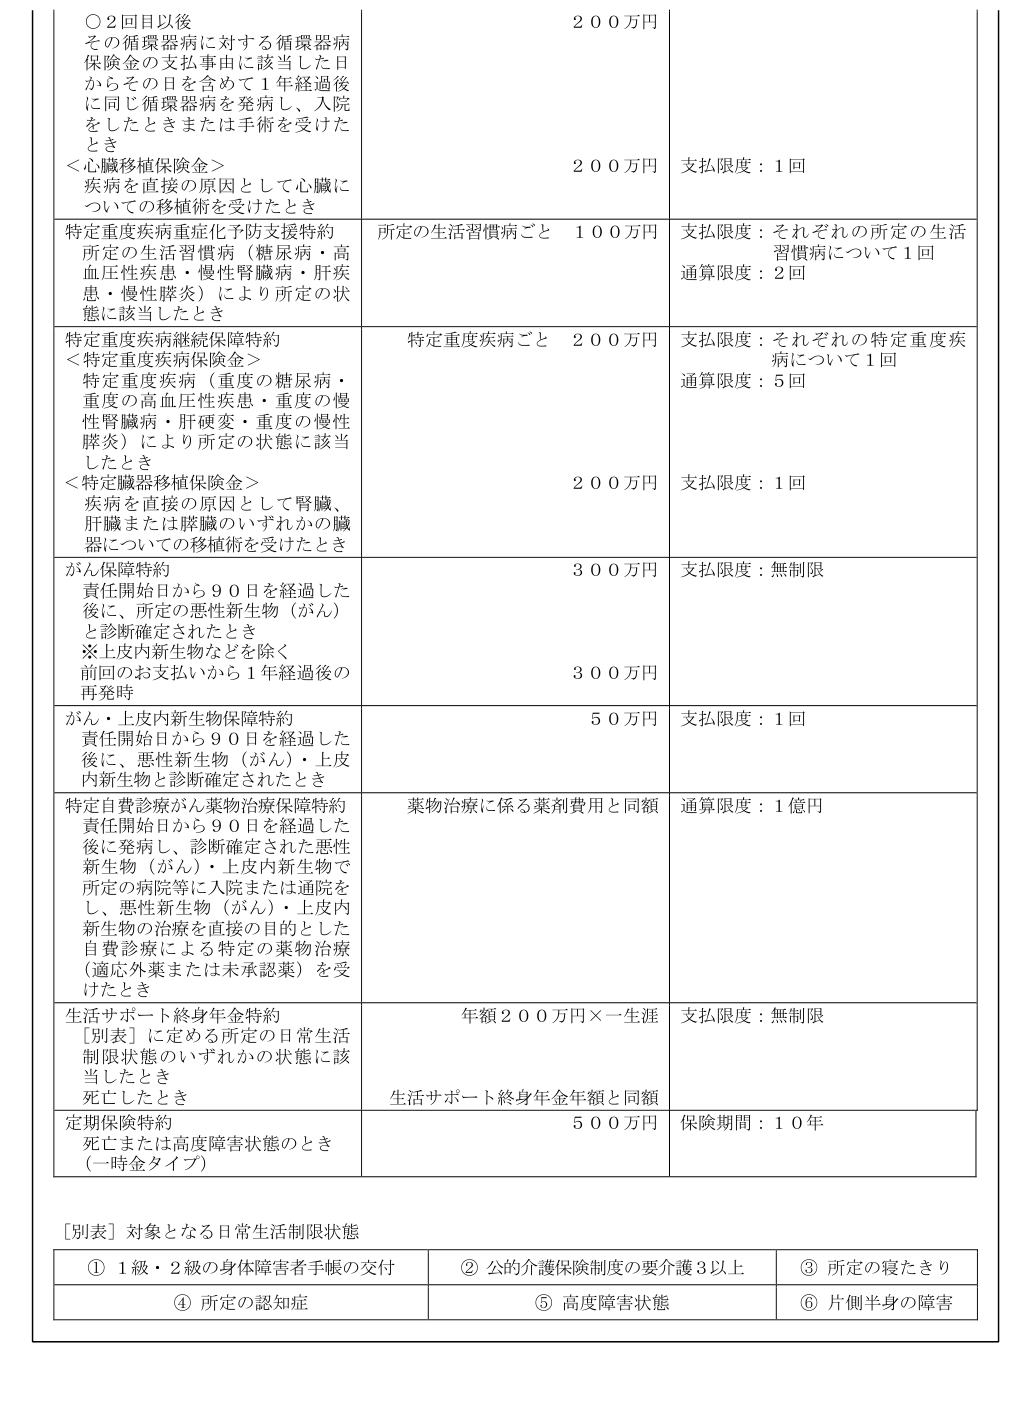 ○２回目以後　２００万円
その循環器病に対する循環器病
保険金の支払事由に該当した日
からその日を含めて１年経過後
に同じ循環器病を発病し、入院
をしたときまたは手術を受けた
とき
＜心臓移植保険金＞　２００万円　支払限度：１回
疾病を直接の原因として心臓に
ついての移植術を受けたとき
特定重度疾病重症化予防支援特約　所定の生活習慣病ごと　１００万円　支払限度：それぞれの所定の生活
所定の生活習慣病（糖尿病・高　習慣病について１回
血圧性疾患・慢性腎臓病・肝疾　通算限度：２回
患・慢性膵炎）により所定の状
態に該当したとき
特定重度疾病継続保障特約　特定重度疾病ごと　２００万円　支払限度：それぞれの特定重度疾
＜特定重度疾病保険金＞　病について１回
特定重度疾病（重度の糖尿病・　通算限度：５回
重度の高血圧性疾患・重度の慢
性腎臓病・肝硬変・重度の慢性
膵炎）により所定の状態に該当
したとき
＜特定臓器移植保険金＞　２００万円　支払限度：１回
疾病を直接の原因として腎臓、
肝臓または膵臓のいずれかの臓
器についての移植術を受けたとき
がん保障特約　３００万円　支払限度：無制限
責任開始日から９０日を経過した
後に、所定の悪性新生物（がん）
と診断確定されたとき
※上皮内新生物などを除く
前回のお支払いから１年経過後の　３００万円
再発時
がん・上皮内新生物保障特約　５０万円　支払限度：１回
責任開始日から９０日を経過した
後に、悪性新生物（がん）・上皮
内新生物と診断確定されたとき
特定自費診療がん薬物治療保障特約　薬物治療に係る薬剤費用と同額　通算限度：１億円
責任開始日から９０日を経過した
後に発病し、診断確定された悪性
新生物（がん）・上皮内新生物で
所定の病院等に入院または通院を
し、悪性新生物（がん）・上皮内
新生物の治療を直接の目的とした
自費診療による特定の薬物治療
（適応外薬または未承認薬）を受
けたとき
生活サポート終身年金特約　年額２００万円×一生涯　支払限度：無制限
［別表］に定める所定の日常生活
制限状態のいずれかの状態に該
当したとき
死亡したとき　生活サポート終身年金年額と同額
定期保険特約　５００万円　保険期間：１０年
死亡または高度障害状態のとき
（一時金タイプ）
［別表］対象となる日常生活制限状態
① １級・２級の身体障害者手帳の交付　② 公的介護保険制度の要介護３以上　③ 所定の寝たきり
④ 所定の認知症　⑤ 高度障害状態　⑥ 片側半身の障害